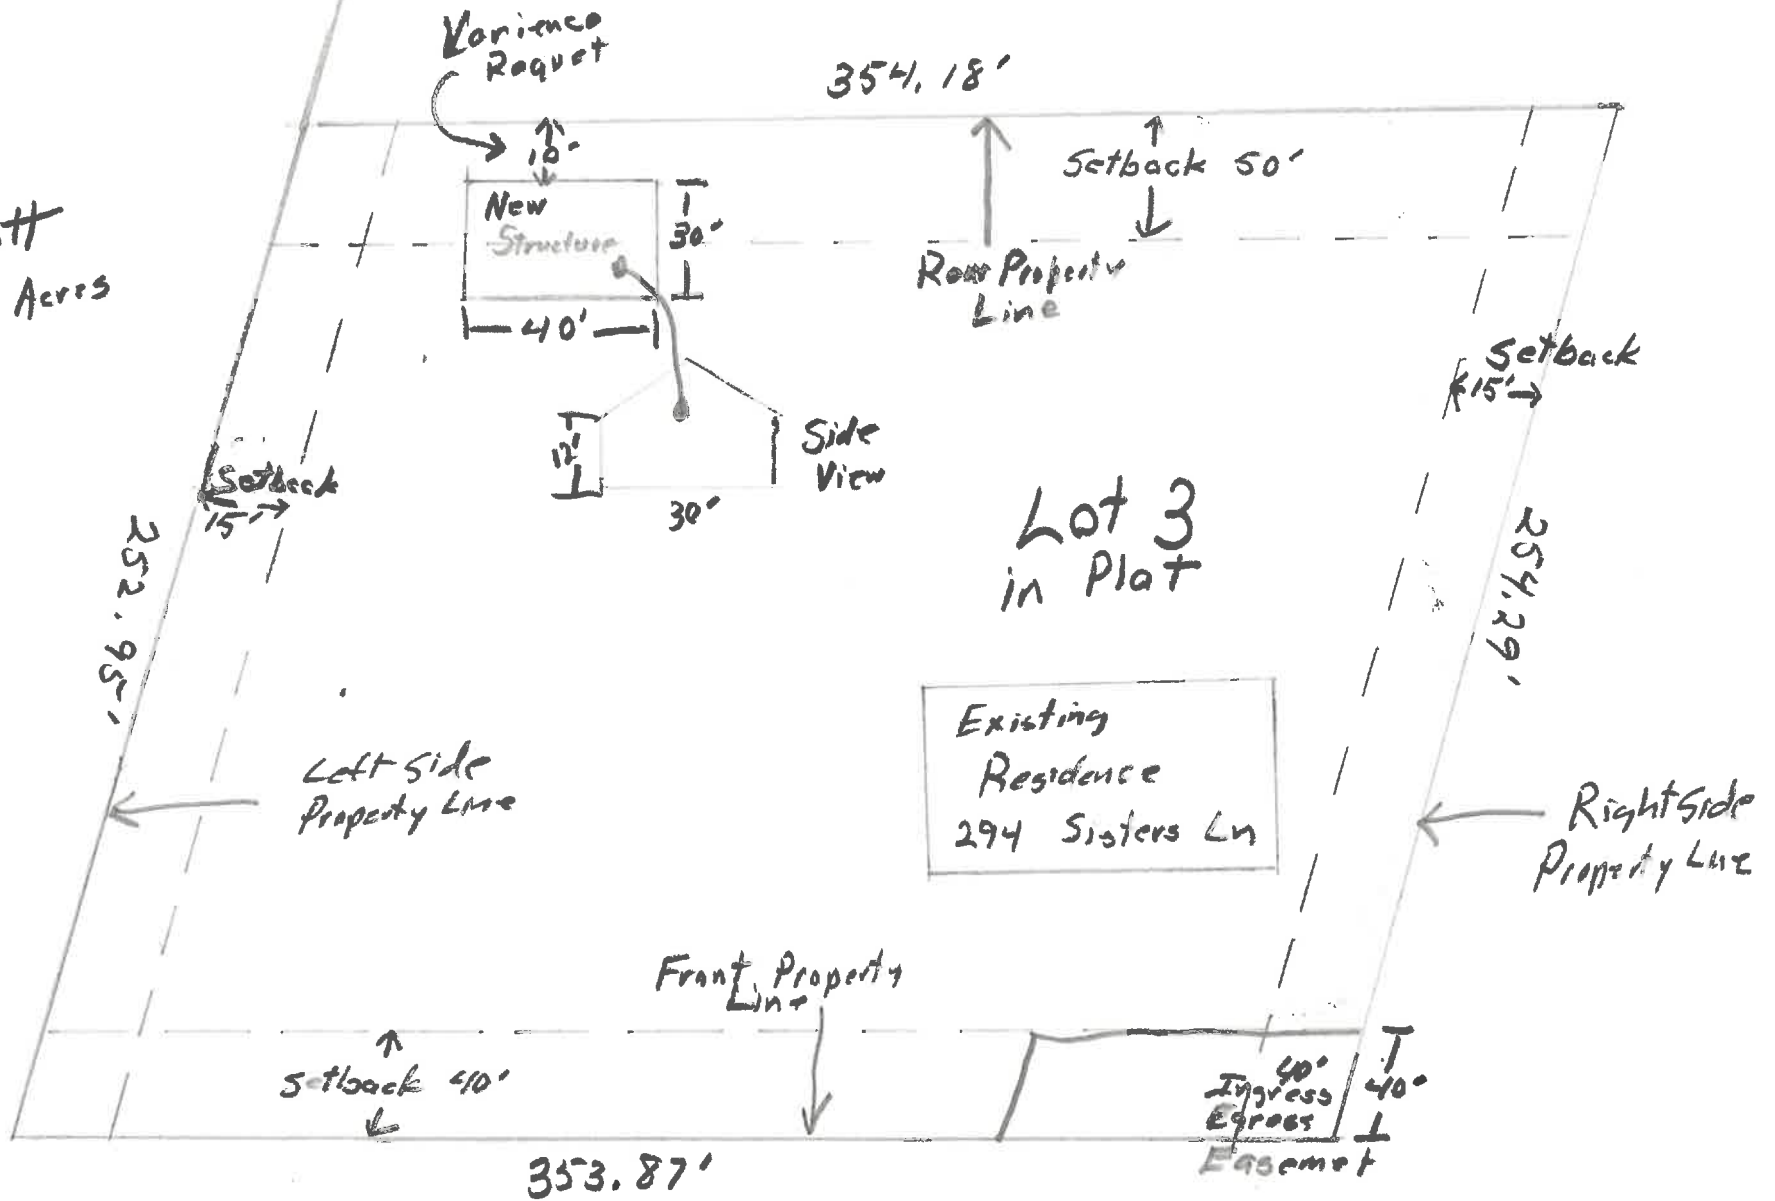 Varience
Requet
354.18'
10'
Setback 50'
New
Structure
30'
40'
Acres
Rear Property
Line
Setback
15'
12'
Side
View
30'
Setback
15'
Lot 3
in Plat
252.95'
254.29'
Existing
Residence
294 Sisters Ln
Left Side
Property Line
Right Side
Property Line
Front Property
Line
Setback 40'
40'
Ingress
Egress
Easemet
40'
353.87'